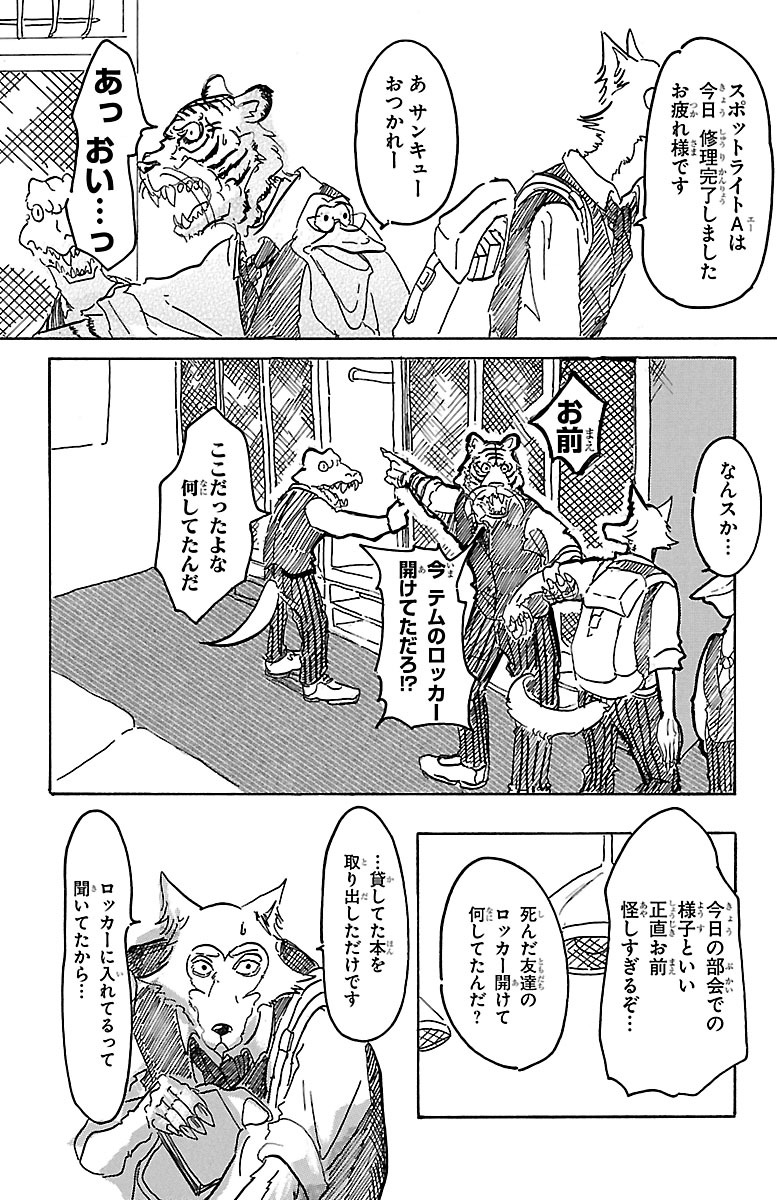 スポットライトAは
今日 修理完了しました
お疲れ様です
あ サンキュー
おつかれー
あっ おい…っ
なんスか…
お前
今 テムのロッカー
開けてただろ!?
ここだったよな
何してたんだ
今日の部会での
様子といい
正直お前
怪しすぎるぞ…
死んだ友達の
ロッカー開けて
何してたんだ?
…貸してた本を
取り出しただけです
ロッカーに入れてるって
聞いてたから…